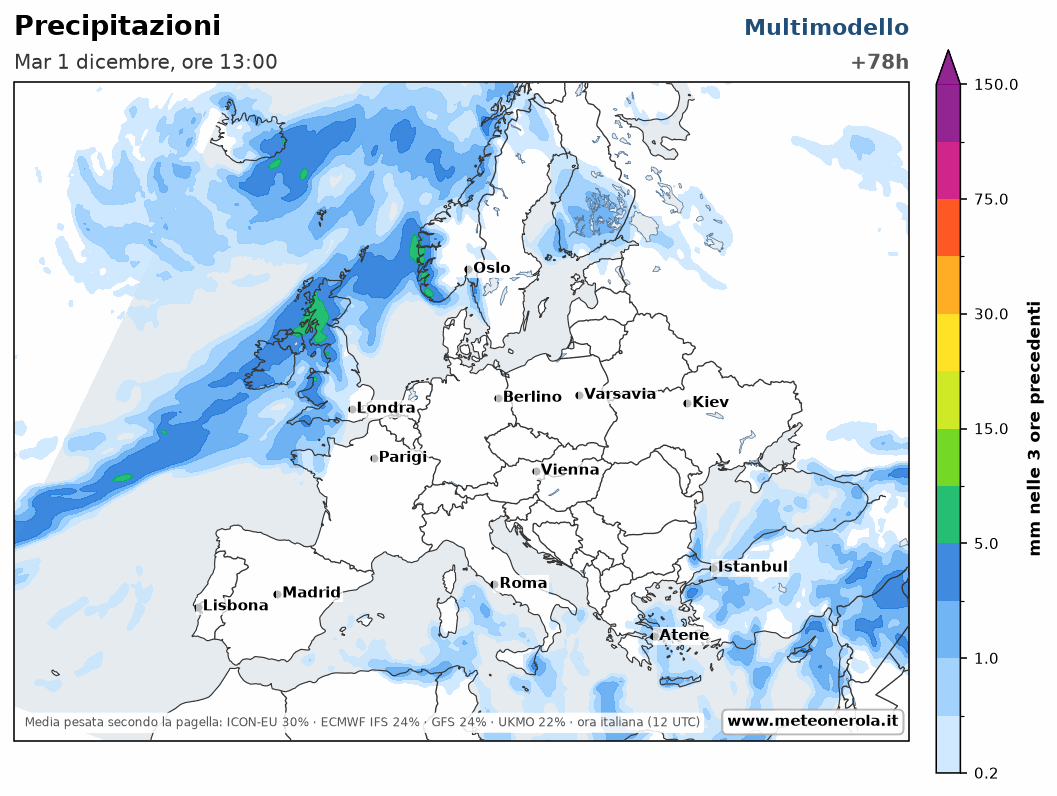 Precipitazioni
Multimodello
Mar 1 dicembre, ore 13:00
+78h
150.0
75.0
30.0
15.0
5.0
1.0
0.2
mm nelle 3 ore precedenti
Oslo
Berlino
Varsavia
Kiev
Londra
Parigi
Vienna
Istanbul
Roma
Madrid
Lisbona
Atene
Media pesata secondo la pagella: ICON-EU 30% · ECMWF IFS 24% · GFS 24% · UKMO 22% · ora italiana (12 UTC)
www.meteonerola.it